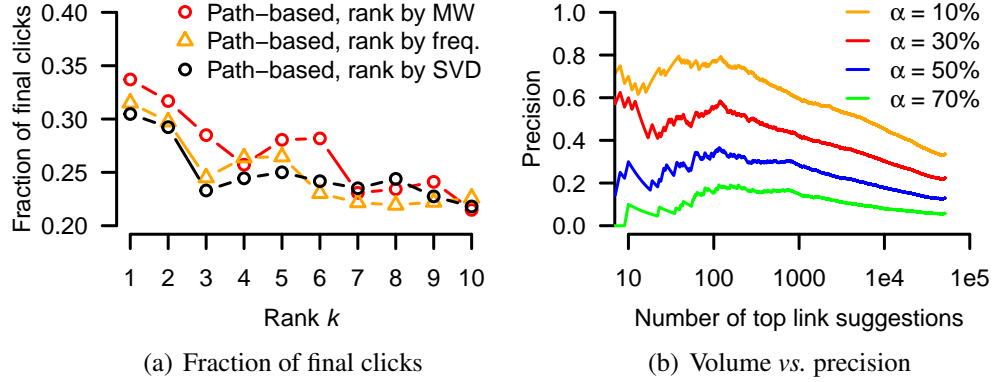 Fraction of final clicks
0.40
0.35
0.30
0.25
0.20
Path−based, rank by MW
Path−based, rank by freq.
Path−based, rank by SVD
1 2 3 4 5 6 7 8 9 10
Rank k
(a) Fraction of final clicks
Precision
1.0
0.8
0.6
0.4
0.2
0.0
α = 10%
α = 30%
α = 50%
α = 70%
10 100 1000 1e4 1e5
Number of top link suggestions
(b) Volume vs. precision